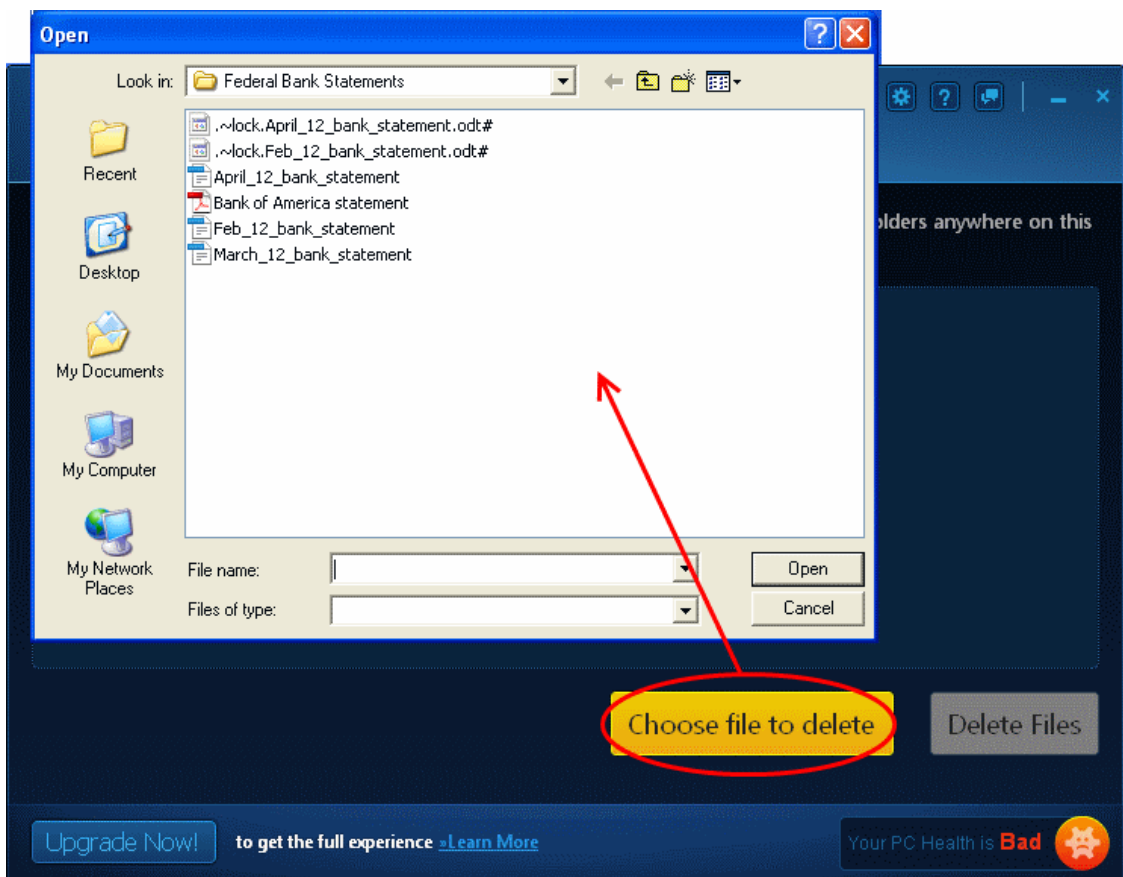 Open
Look in:
Federal Bank Statements
.~lock.April_12_bank_statement.odt#
.~lock.Feb_12_bank_statement.odt#
April_12_bank_statement
Bank of America statement
Feb_12_bank_statement
March_12_bank_statement
Recent
Desktop
My Documents
My Computer
My Network
Places
File name:
Open
Files of type:
Cancel
olders anywhere on this
Choose file to delete
Delete Files
Upgrade Now!
to get the full experience »Learn More
Your PC Health is Bad